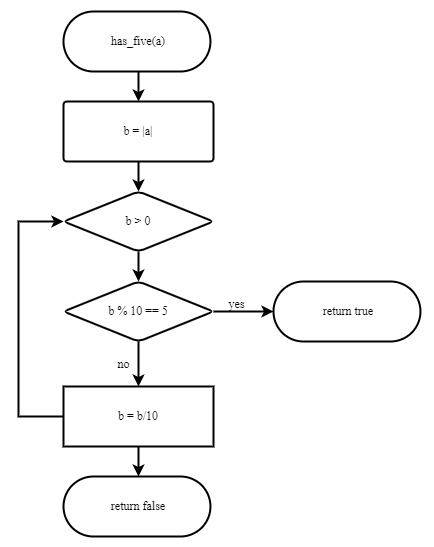 has_five(a)
b = |a|
b > 0
b % 10 == 5
yes
return true
no
b = b/10
return false